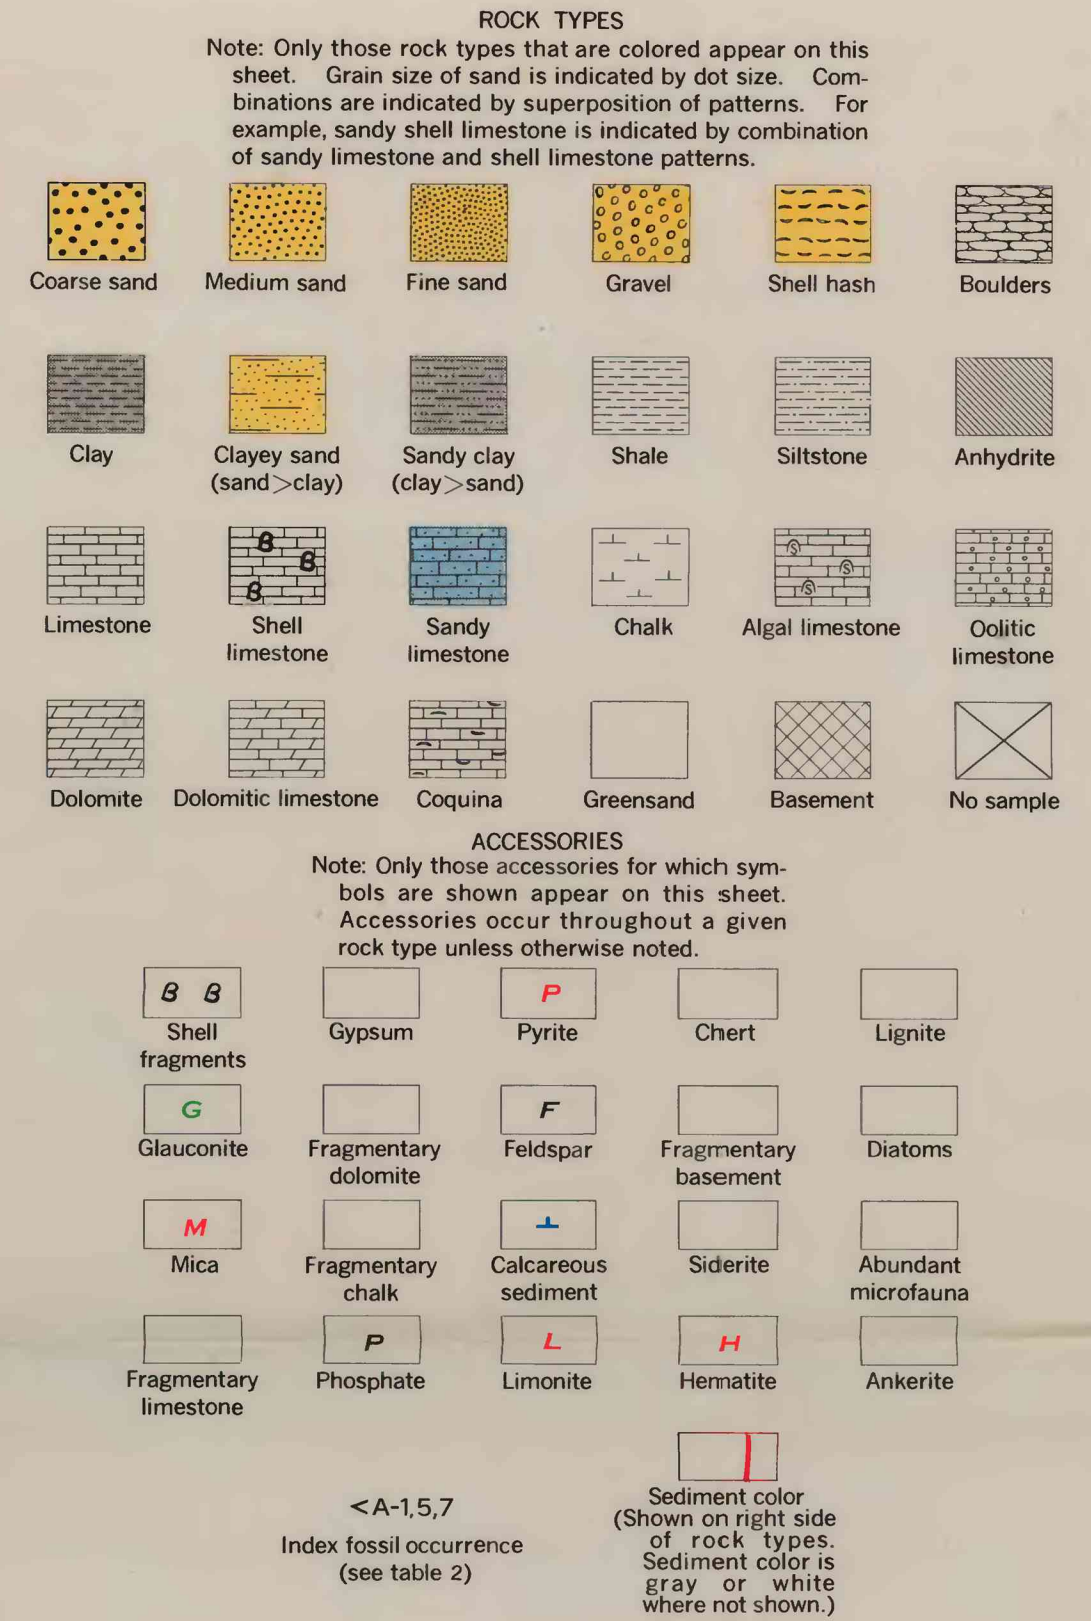 ROCK TYPES
Note: Only those rock types that are colored appear on this
sheet. Grain size of sand is indicated by dot size. Com-
binations are indicated by superposition of patterns. For
example, sandy shell limestone is indicated by combination
of sandy limestone and shell limestone patterns.
Coarse sand Medium sand Fine sand Gravel Shell hash Boulders
Clay Clayey sand Sandy clay Shale Siltstone Anhydrite
(sand>clay) (clay>sand)
B B B
S S S
Limestone Shell Sandy Chalk Algal limestone Oolitic
limestone limestone limestone
Dolomite Dolomitic limestone Coquina Greensand Basement No sample
ACCESSORIES
Note: Only those accessories for which sym-
bols are shown appear on this sheet.
Accessories occur throughout a given
rock type unless otherwise noted.
B B P
Shell Gypsum Pyrite Chert Lignite
fragments
G F
Glauconite Fragmentary Feldspar Fragmentary Diatoms
dolomite basement
M
Mica Fragmentary Calcareous Siderite Abundant
chalk sediment microfauna
P L H
Fragmentary Phosphate Limonite Hematite Ankerite
limestone
<A-1,5,7
Index fossil occurrence
(see table 2)
Sediment color
(Shown on right side
of rock types.
Sediment color is
gray or white
where not shown.)